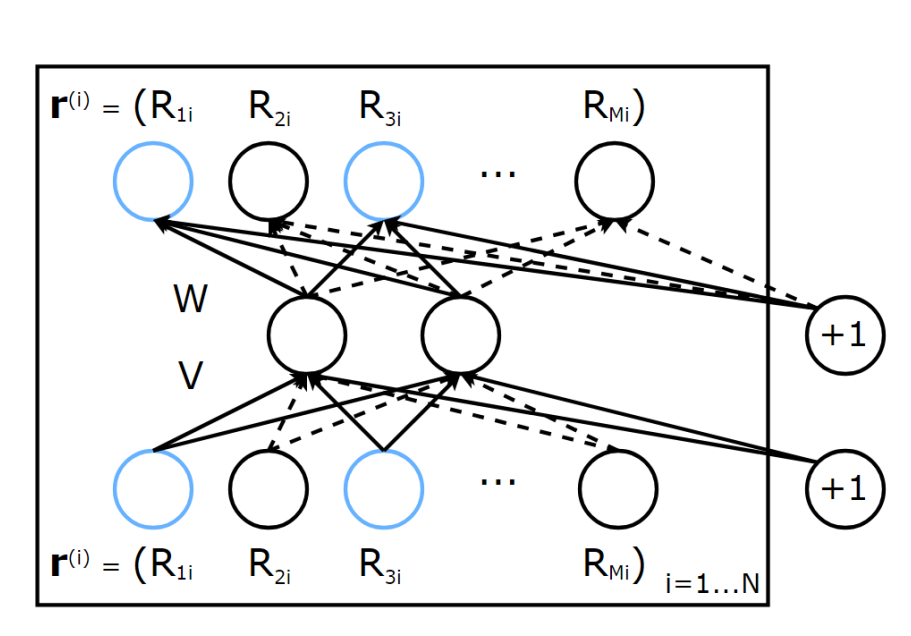 r(i) = (R1i R2i R3i RMi)
...
W
+1
V
...
+1
r(i) = (R1i R2i R3i RMi)
i=1...N